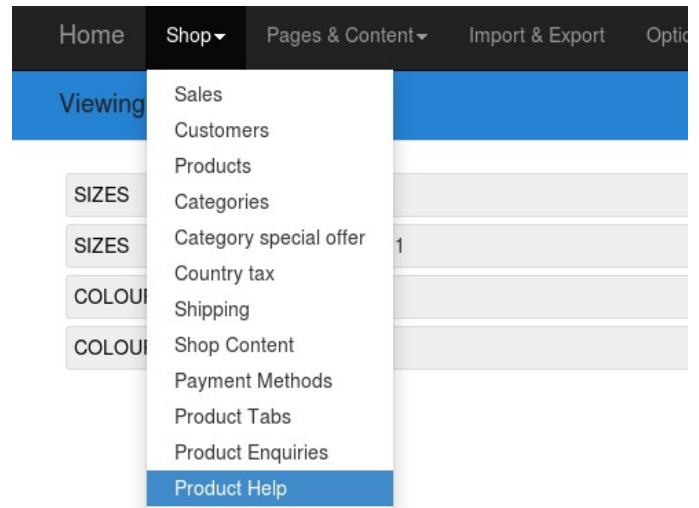 Home Shop Pages & Content Import & Export
Viewing
Sales
Customers
Products
Categories
Category special offer
Country tax
Shipping
Shop Content
Payment Methods
Product Tabs
Product Enquiries
Product Help
SIZES
SIZES 1